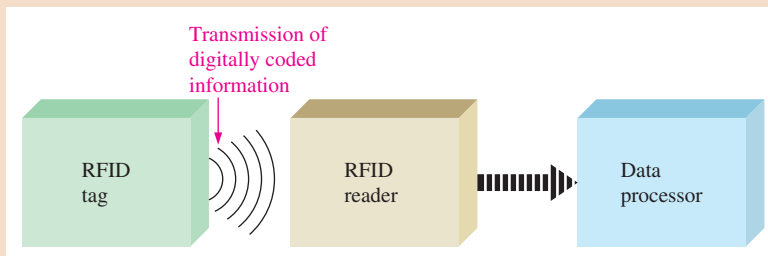 Transmission of
digitally coded
information
RFID
tag
RFID
reader
Data
processor